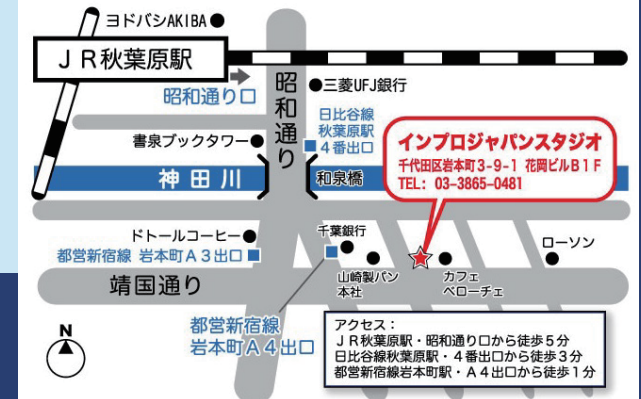 ヨドバシAKIBA
ＪＲ秋葉原駅
昭和通り口
昭和通り
三菱UFJ銀行
日比谷線
秋葉原駅
４番出口
書泉ブックタワー
インプロジャパンスタジオ
千代田区岩本町3-9-1 花岡ビルＢ１Ｆ
TEL: 03-3865-0481
神田川
和泉橋
ドトールコーヒー
都営新宿線 岩本町Ａ３出口
千葉銀行
ローソン
山崎製パン
本社
カフェ
ベローチェ
靖国通り
都営新宿線
岩本町Ａ４出口
N
アクセス：
ＪＲ秋葉原駅・昭和通り口から徒歩５分
日比谷線秋葉原駅・４番出口から徒歩３分
都営新宿線岩本町駅・Ａ４出口から徒歩１分